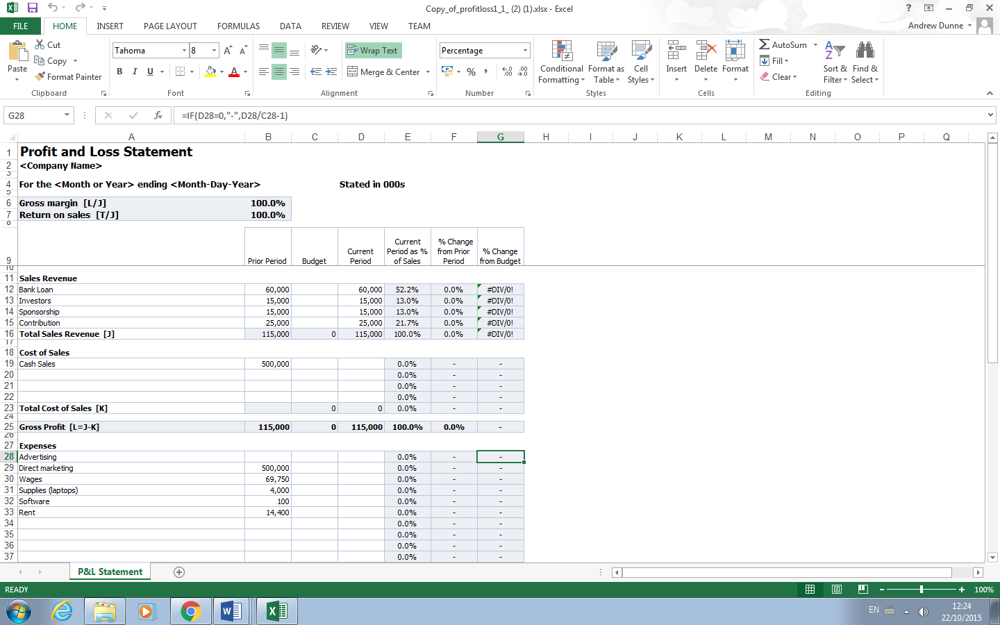 Copy_of_profitloss1_1_ (2) (1).xlsx - Excel
?
FILE HOME INSERT PAGE LAYOUT FORMULAS DATA REVIEW VIEW TEAM Andrew Dunne
Paste Cut
Copy
Format Painter
Clipboard
Tahoma 8
B I U
Font
Wrap Text
Merge & Center
Alignment
Percentage
%
Number
Conditional Formatting
Format as Table
Cell Styles
Styles
Insert Delete Format
Cells
AutoSum
Fill
Clear
Sort & Filter
Find & Select
Editing
G28 fx =IF(D28=0,"-",D28/C28-1)
A B C D E F G H I J K L M N O P Q
1 Profit and Loss Statement
2 <Company Name>
3
4 For the <Month or Year> ending <Month-Day-Year> Stated in 000s
5
6 Gross margin [L/J] 100.0%
7 Return on sales [T/J] 100.0%
8
9 Prior Period Budget Current Period Current Period as % of Sales % Change from Prior Period % Change from Budget
10
11 Sales Revenue
12 Bank Loan 60,000 60,000 52.2% 0.0% #DIV/0!
13 Investors 15,000 15,000 13.0% 0.0% #DIV/0!
14 Sponsorship 15,000 15,000 13.0% 0.0% #DIV/0!
15 Contribution 25,000 25,000 21.7% 0.0% #DIV/0!
16 Total Sales Revenue [J] 115,000 0 115,000 100.0% 0.0% #DIV/0!
17
18 Cost of Sales
19 Cash Sales 500,000 0.0% - -
20 0.0% - -
21 0.0% - -
22 0.0% - -
23 Total Cost of Sales [K] 0 0 0.0% - -
24
25 Gross Profit [L=J-K] 115,000 0 115,000 100.0% 0.0% -
26
27 Expenses
28 Advertising 0.0% - -
29 Direct marketing 500,000 0.0% - -
30 Wages 69,750 0.0% - -
31 Supplies (laptops) 4,000 0.0% - -
32 Software 100 0.0% - -
33 Rent 14,400 0.0% - -
34 0.0% - -
35 0.0% - -
36 0.0% - -
37 0.0% - -
P&L Statement
READY 100%
EN 12:24
22/10/2015